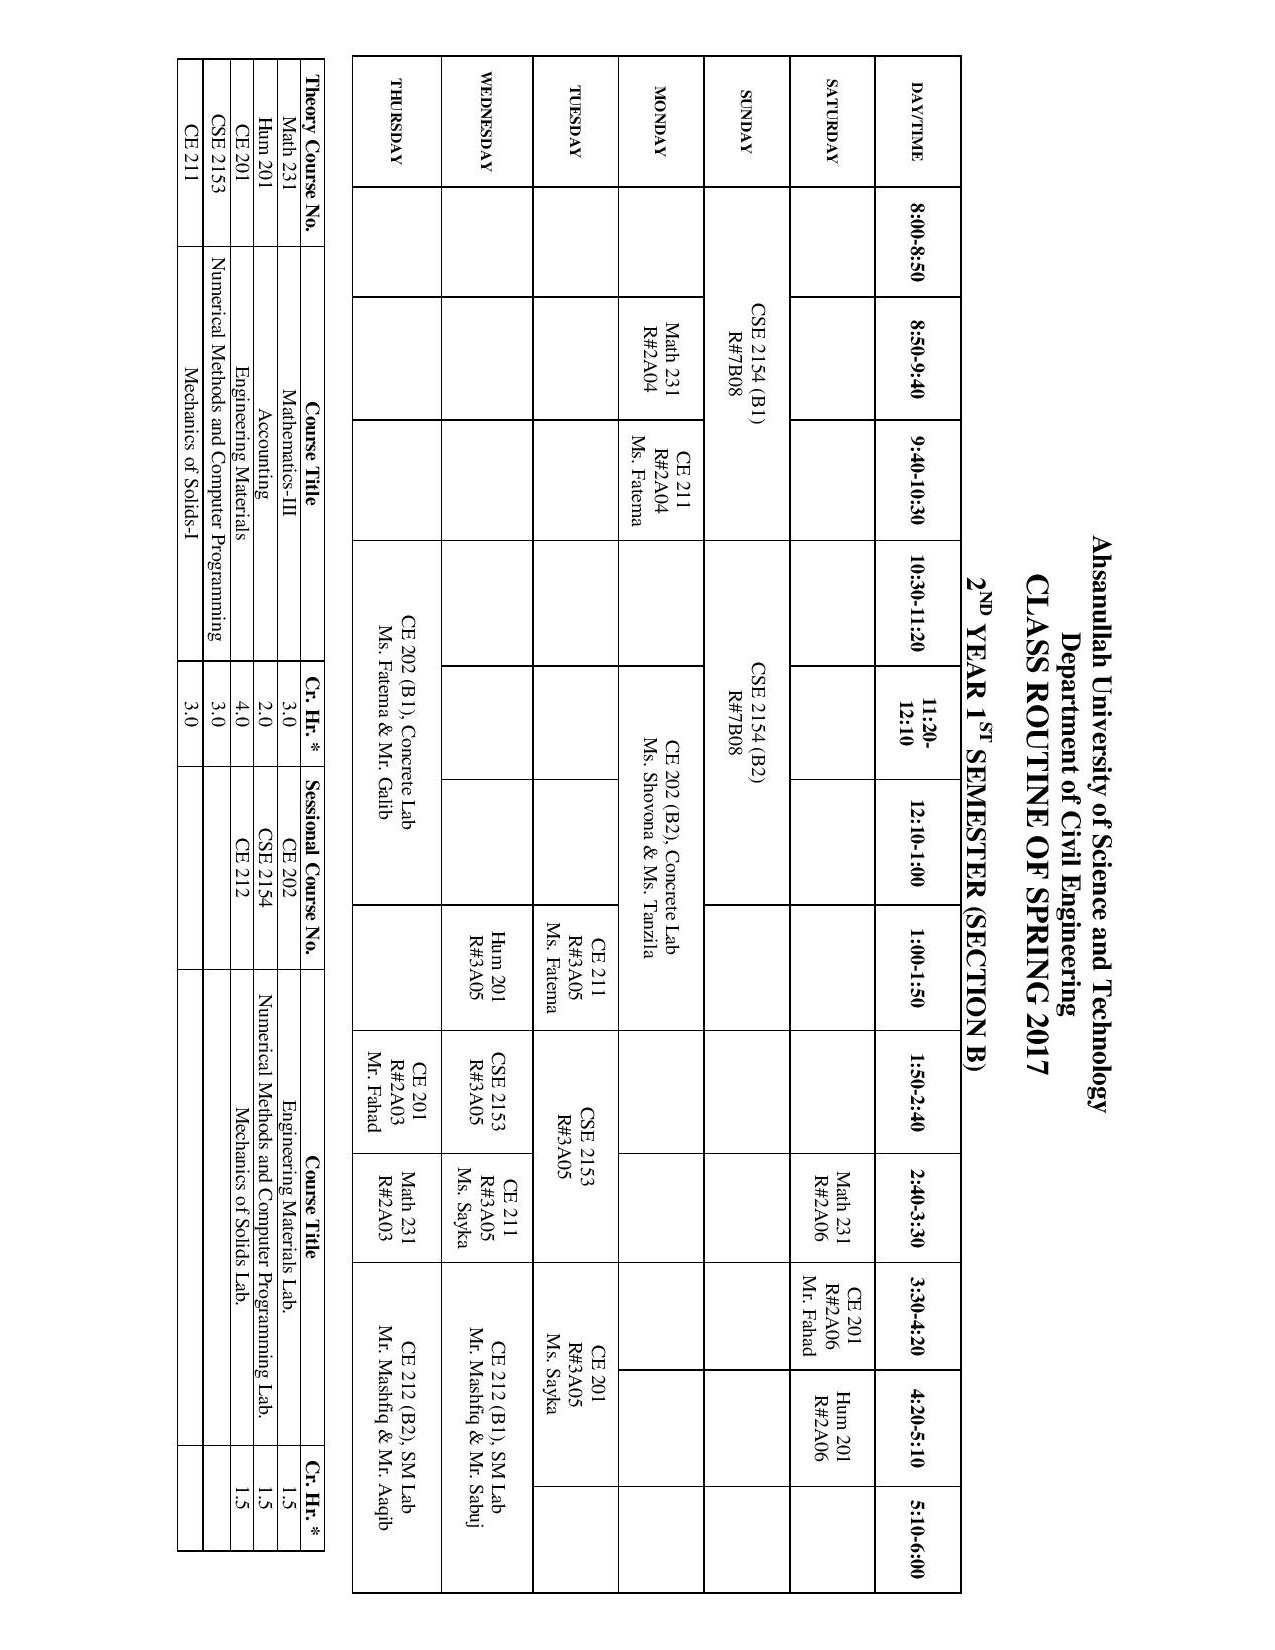 Ahsanullah University of Science and Technology
Department of Civil Engineering
CLASS ROUTINE OF SPRING 2017
2ND YEAR 1ST SEMESTER (SECTION B)
DAY/TIME 8:00-8:50 8:50-9:40 9:40-10:30 10:30-11:20 11:20-12:10 12:10-1:00 1:00-1:50 1:50-2:40 2:40-3:30 3:30-4:20 4:20-5:10 5:10-6:00
SATURDAY
Math 231
R#2A06
CE 201
R#2A06
Mr. Fahad
Hum 201
R#2A06
SUNDAY
CSE 2154 (B1)
R#7B08
CSE 2154 (B2)
R#7B08
MONDAY
Math 231
R#2A04
CE 211
R#2A04
Ms. Fatema
CE 202 (B2), Concrete Lab
Ms. Shovona & Ms. Tanzila
TUESDAY
CE 211
R#3A05
Ms. Fatema
CSE 2153
R#3A05
CE 201
R#3A05
Ms. Sayka
WEDNESDAY
Hum 201
R#3A05
CSE 2153
R#3A05
CE 211
R#3A05
Ms. Sayka
CE 212 (B1), SM Lab
Mr. Mashfiq & Mr. Sabuj
THURSDAY
CE 202 (B1), Concrete Lab
Ms. Fatema & Mr. Galib
CE 201
R#2A03
Mr. Fahad
Math 231
R#2A03
CE 212 (B2), SM Lab
Mr. Mashfiq & Mr. Aaqib
Theory Course No. Course Title Cr. Hr. * Sessional Course No. Course Title Cr. Hr. *
Math 231 Mathematics-III 3.0 CE 202 Engineering Materials Lab. 1.5
Hum 201 Accounting 2.0 CSE 2154 Numerical Methods and Computer Programming Lab. 1.5
CE 201 Engineering Materials 4.0 CE 212 Mechanics of Solids Lab. 1.5
CSE 2153 Numerical Methods and Computer Programming 3.0
CE 211 Mechanics of Solids-I 3.0